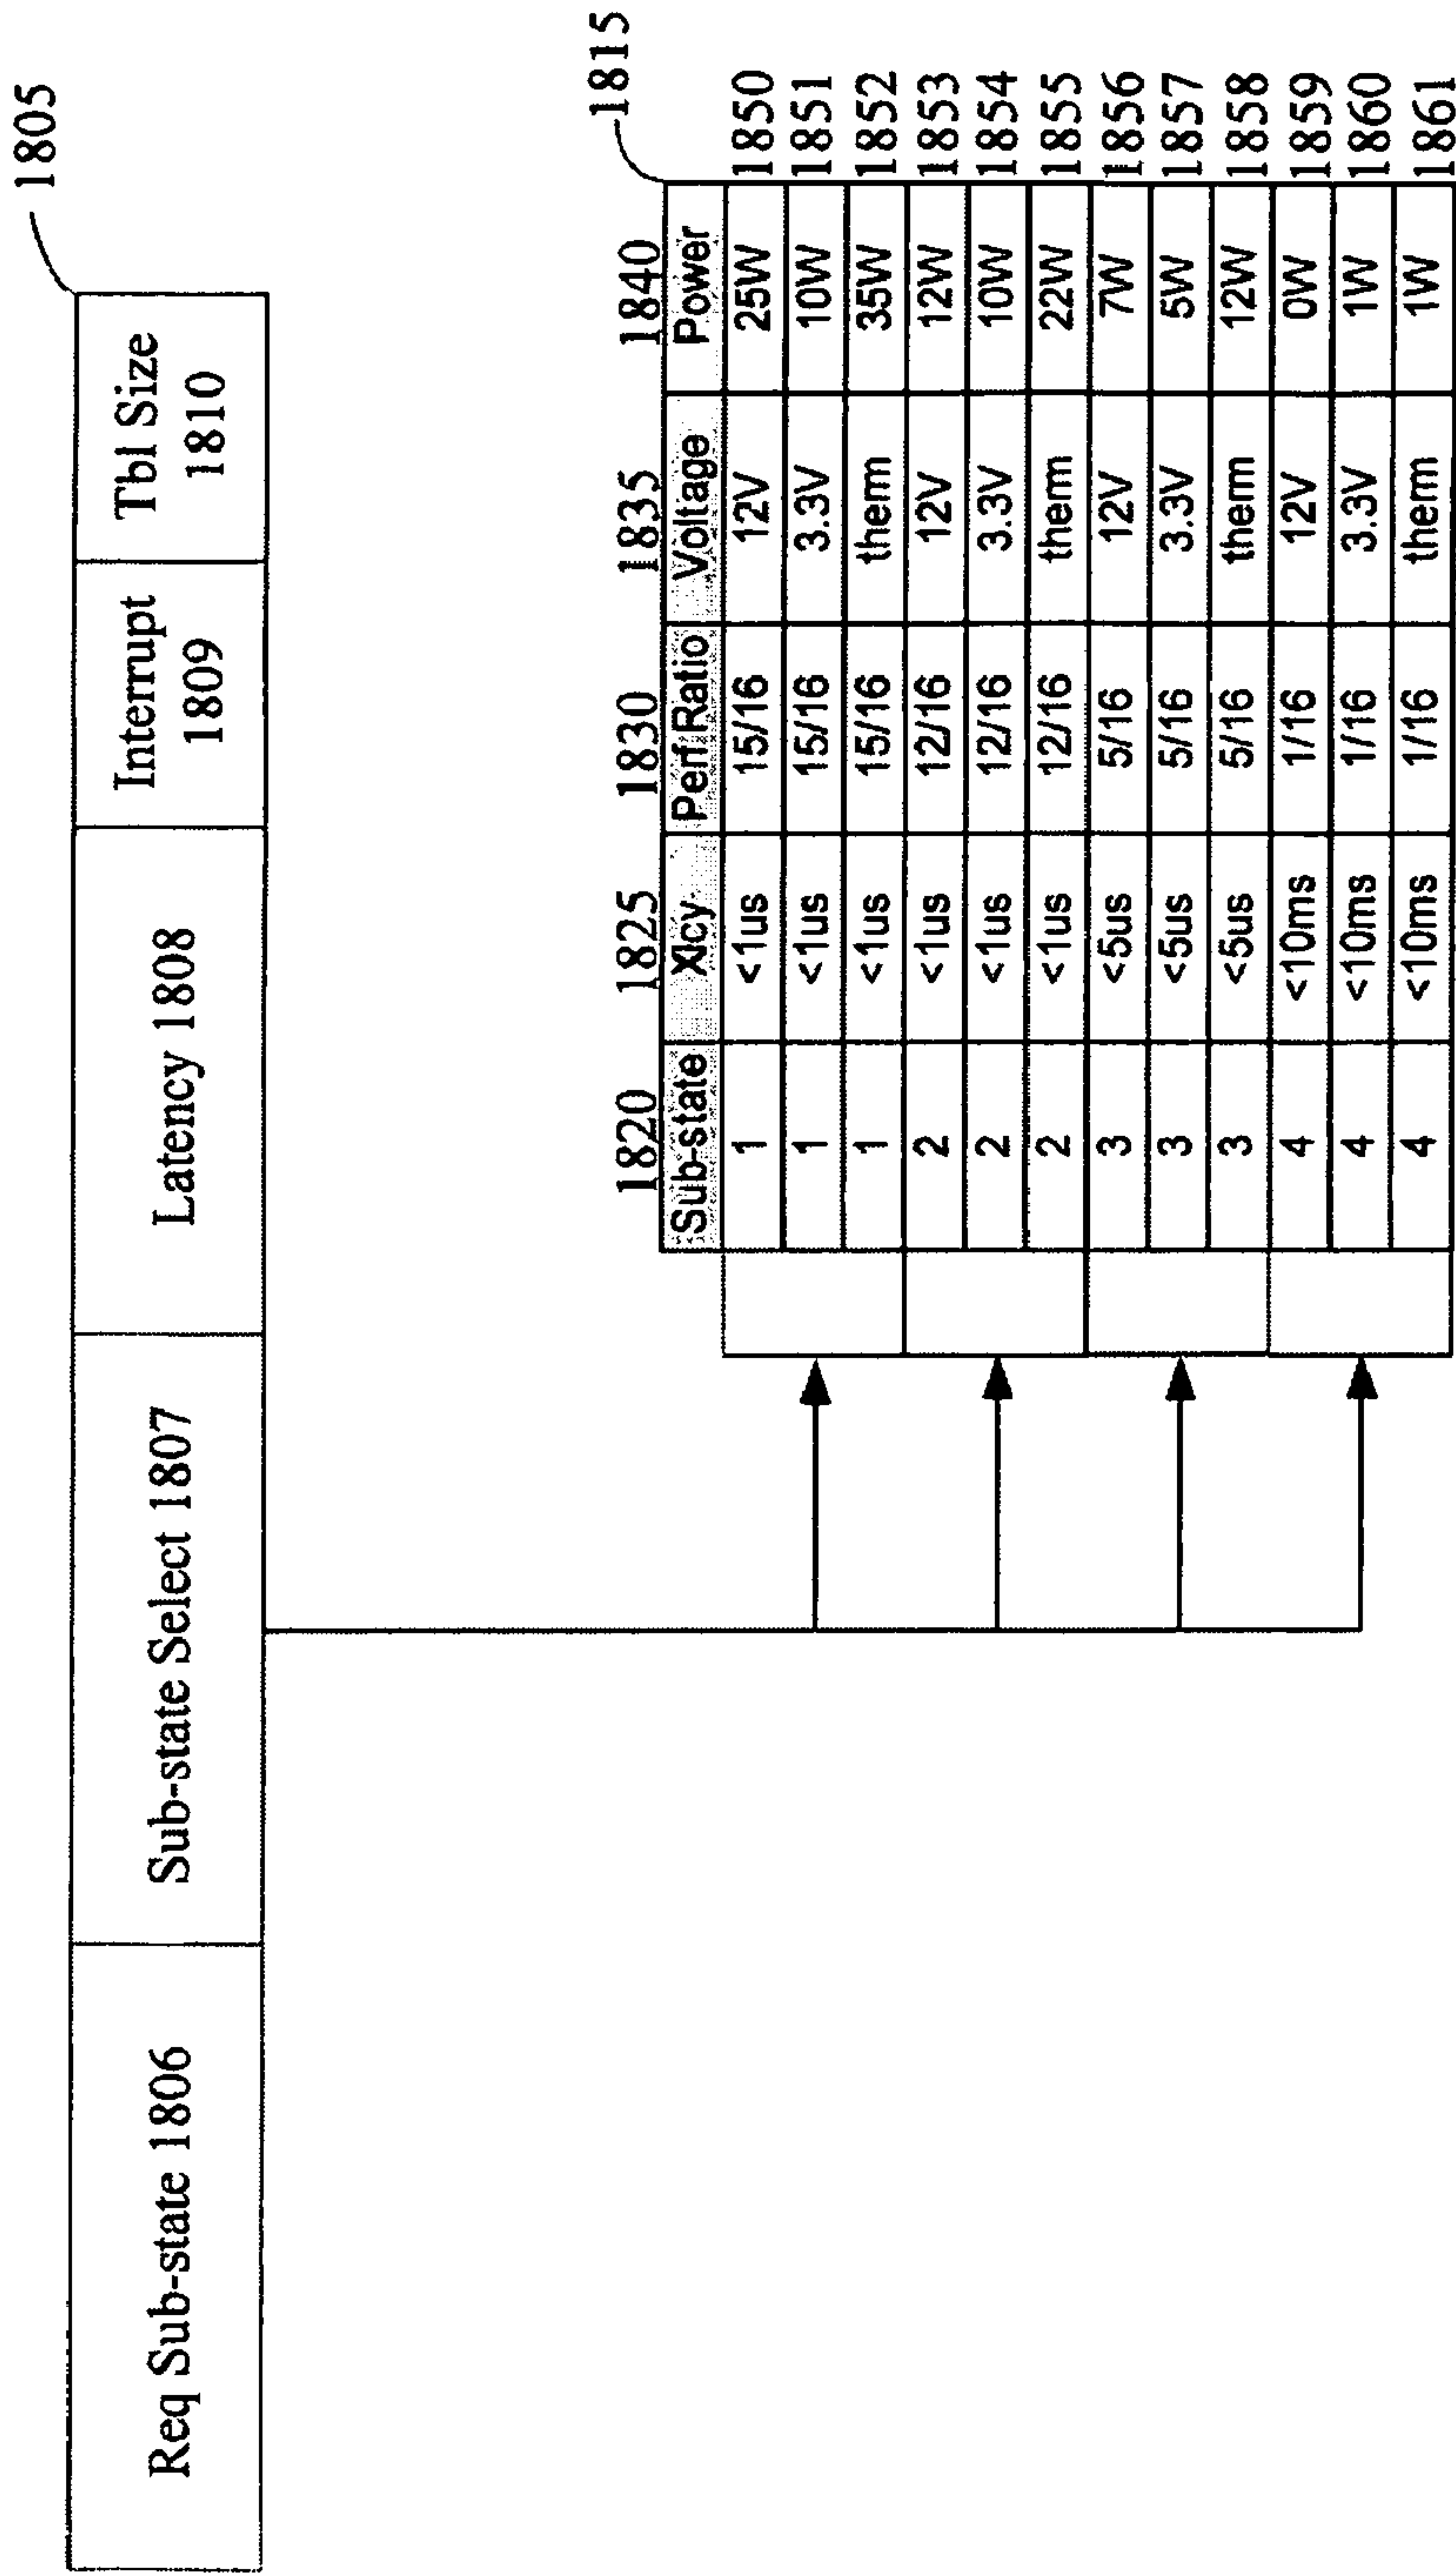 1805
Req Sub-state 1806 Sub-state Select 1807 Latency 1808 Interrupt 1809 Tbl Size 1810
1815
1820 1825 1830 1835 1840
Sub-state Xlcy Perf Ratio Voltage Power
1 <1us 15/16 12V 25W 1850
1 <1us 15/16 3.3V 10W 1851
1 <1us 15/16 therm 35W 1852
2 <1us 12/16 12V 12W 1853
2 <1us 12/16 3.3V 10W 1854
2 <1us 12/16 therm 22W 1855
3 <5us 5/16 12V 7W 1856
3 <5us 5/16 3.3V 5W 1857
3 <5us 5/16 therm 12W 1858
4 <10ms 1/16 12V 0W 1859
4 <10ms 1/16 3.3V 1W 1860
4 <10ms 1/16 therm 1W 1861